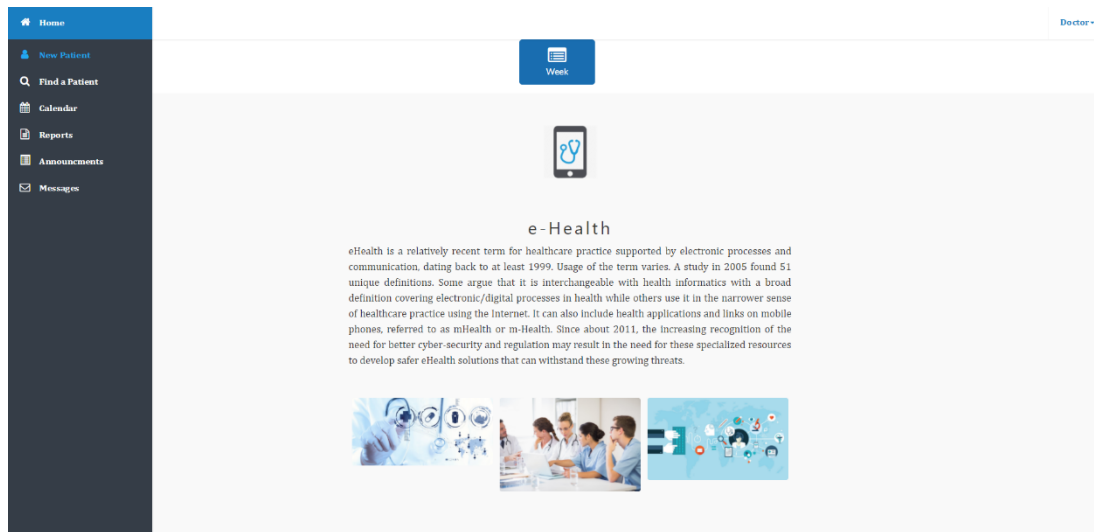 Home
Doctor
New Patient
Find a Patient
Calendar
Reports
Announcments
Messages
Week
e-Health
eHealth is a relatively recent term for healthcare practice supported by electronic processes and
communication, dating back to at least 1999. Usage of the term varies. A study in 2005 found 51
unique definitions. Some argue that it is interchangeable with health informatics with a broad
definition covering electronic/digital processes in health while others use it in the narrower sense
of healthcare practice using the Internet. It can also include health applications and links on mobile
phones, referred to as mHealth or m-Health. Since about 2011, the increasing recognition of the
need for better cyber-security and regulation may result in the need for these specialized resources
to develop safer eHealth solutions that can withstand these growing threats.